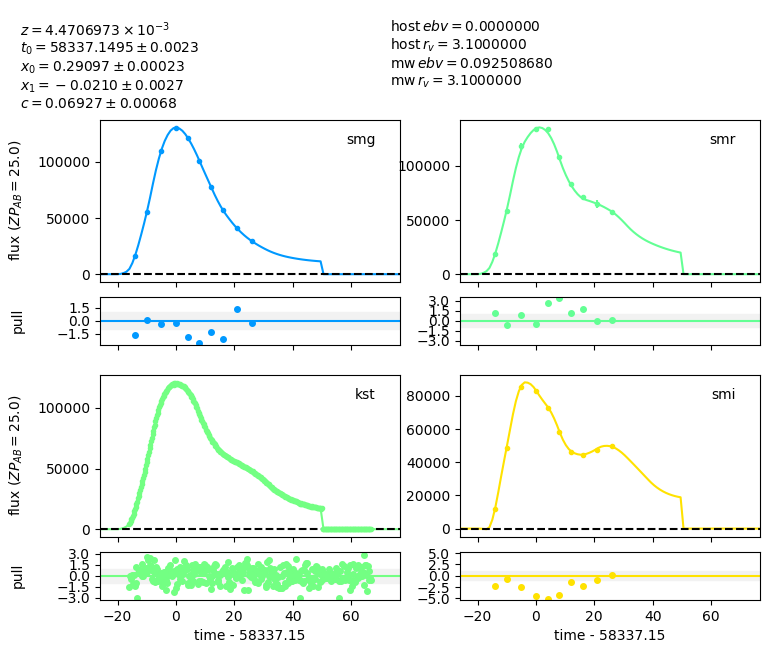 z = 4.4706973 × 10⁻³
t₀ = 58337.1495 ± 0.0023
x₀ = 0.29097 ± 0.00023
x₁ = −0.0210 ± 0.0027
c = 0.06927 ± 0.00068
host ebv = 0.0000000
host r_v = 3.1000000
mw ebv = 0.092508680
mw r_v = 3.1000000
smg
flux (ZP_AB = 25.0)
100000
50000
0
smr
100000
50000
0
pull
1.5
0.0
−1.5
3.0
1.5
0.0
−1.5
−3.0
kst
flux (ZP_AB = 25.0)
100000
50000
0
smi
80000
60000
40000
20000
0
pull
3.0
1.5
0.0
−1.5
−3.0
−20 0 20 40 60
time - 58337.15
5.0
2.5
0.0
−2.5
−5.0
−20 0 20 40 60
time - 58337.15